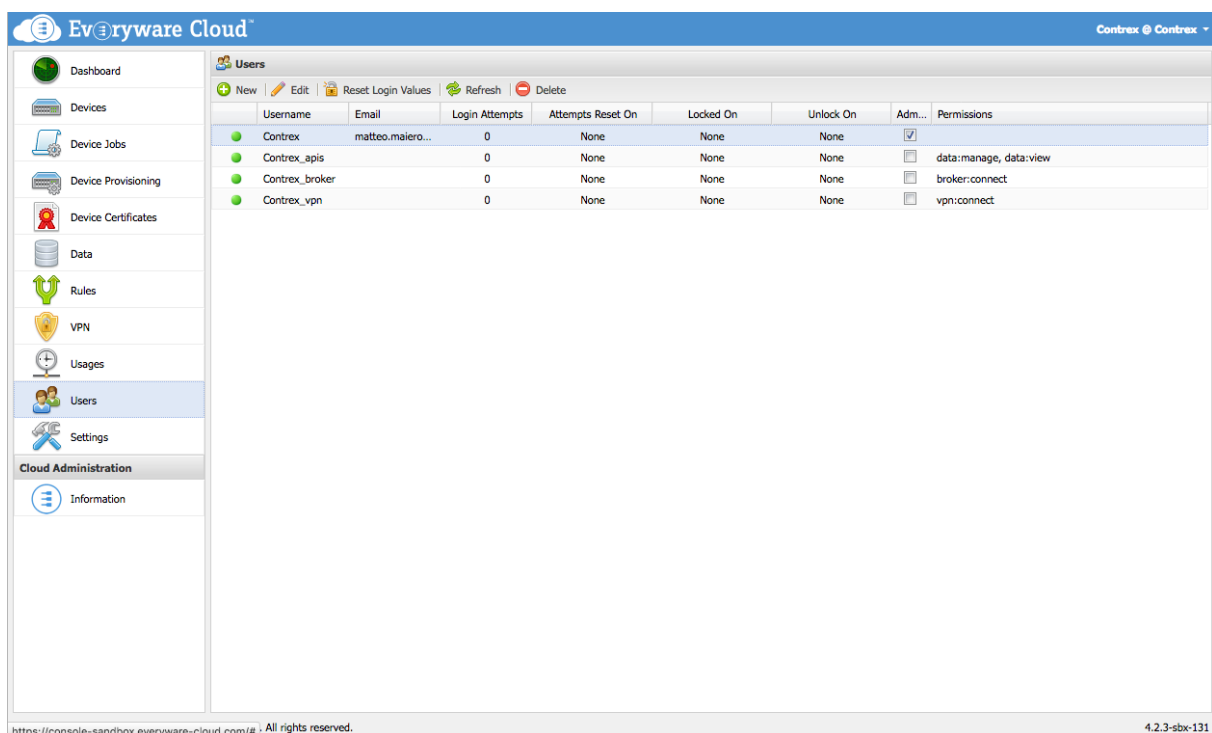 Everyware Cloud™
Contrex @ Contrex
Dashboard
Devices
Device Jobs
Device Provisioning
Device Certificates
Data
Rules
VPN
Usages
Users
Settings
Cloud Administration
Information
Users
New Edit Reset Login Values Refresh Delete
Username Email Login Attempts Attempts Reset On Locked On Unlock On Adm... Permissions
Contrex matteo.maiero... 0 None None None
Contrex_apis 0 None None None data:manage, data:view
Contrex_broker 0 None None None broker:connect
Contrex_vpn 0 None None None vpn:connect
https://console-sandbox.everyware-cloud.com/# . All rights reserved. 4.2.3-sbx-131